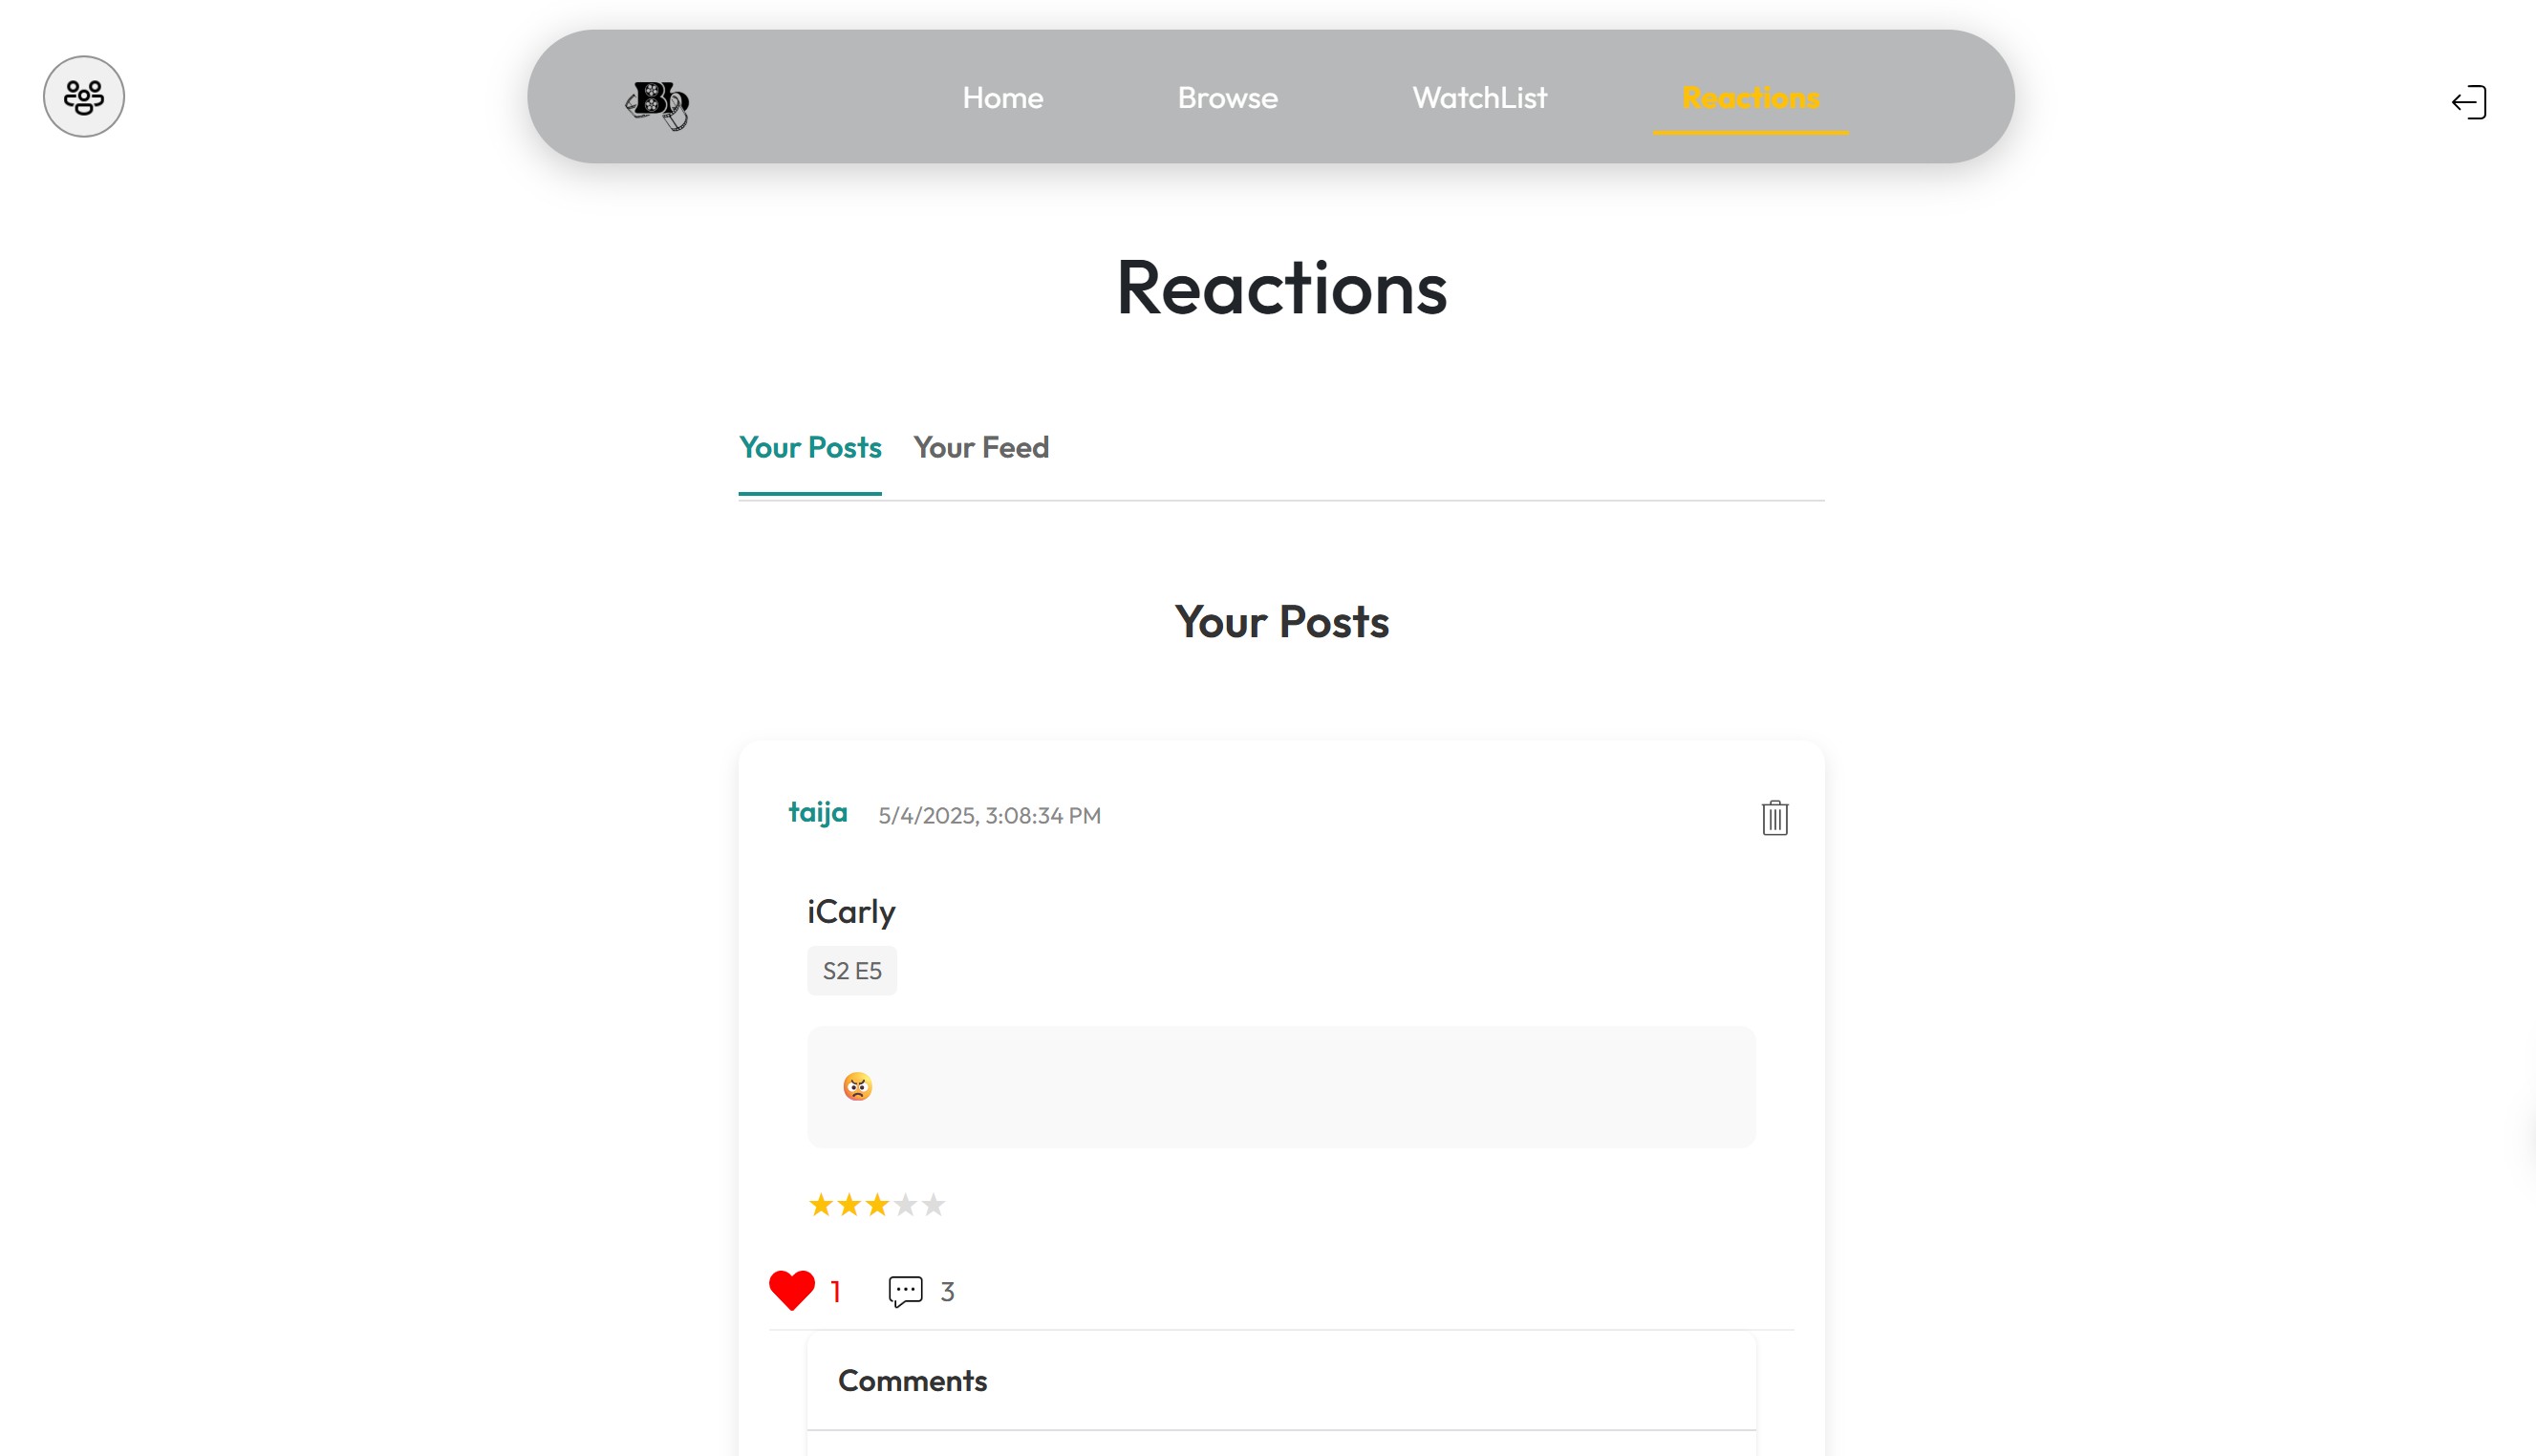 Bb
Home Browse WatchList Reactions
Reactions
Your Posts Your Feed
Your Posts
taija 5/4/2025, 3:08:34 PM
iCarly
S2 E5
😡
★★★★★
1 3
Comments